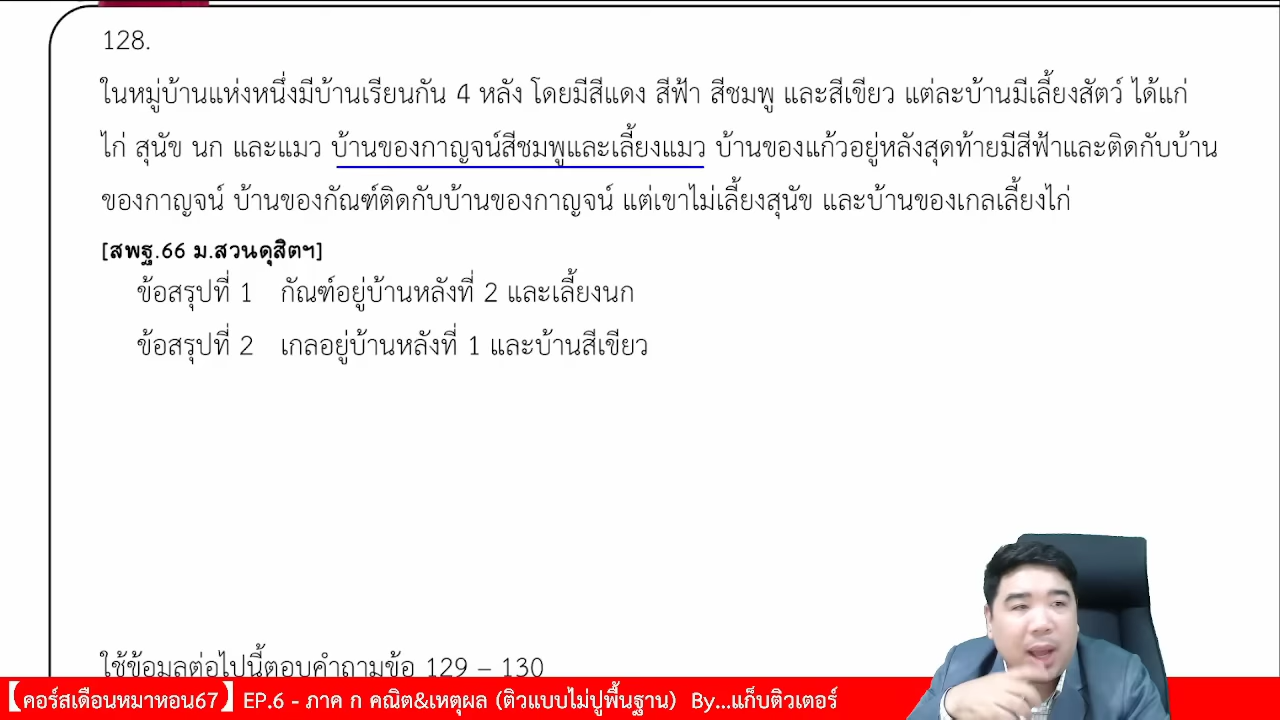 128.
ในหมู่บ้านแห่งหนึ่งมีบ้านเรียนกัน 4 หลัง โดยมีสีแดง สีฟ้า สีชมพู และสีเขียว แต่ละบ้านมีเลี้ยงสัตว์ ได้แก่
ไก่ สุนัข นก และแมว บ้านของกาญจน์สีชมพูและเลี้ยงแมว บ้านของแก้วอยู่หลังสุดท้ายมีสีฟ้าและติดกับบ้าน
ของกาญจน์ บ้านของกัณฑ์ติดกับบ้านของกาญจน์ แต่เขาไม่เลี้ยงสุนัข และบ้านของเกลเลี้ยงไก่
[สพฐ.66 ม.สวนดุสิตฯ]
ข้อสรุปที่ 1 กัณฑ์อยู่บ้านหลังที่ 2 และเลี้ยงนก
ข้อสรุปที่ 2 เกลอยู่บ้านหลังที่ 1 และบ้านสีเขียว
ใช้ข้อมูลต่อไปนี้ตอบคำถามข้อ 129 – 130
【คอร์สเดือนหมาหอน67】 EP.6 - ภาค ก คณิต&เหตุผล (ติวแบบไม่ปูพื้นฐาน) By...แก็บติวเตอร์